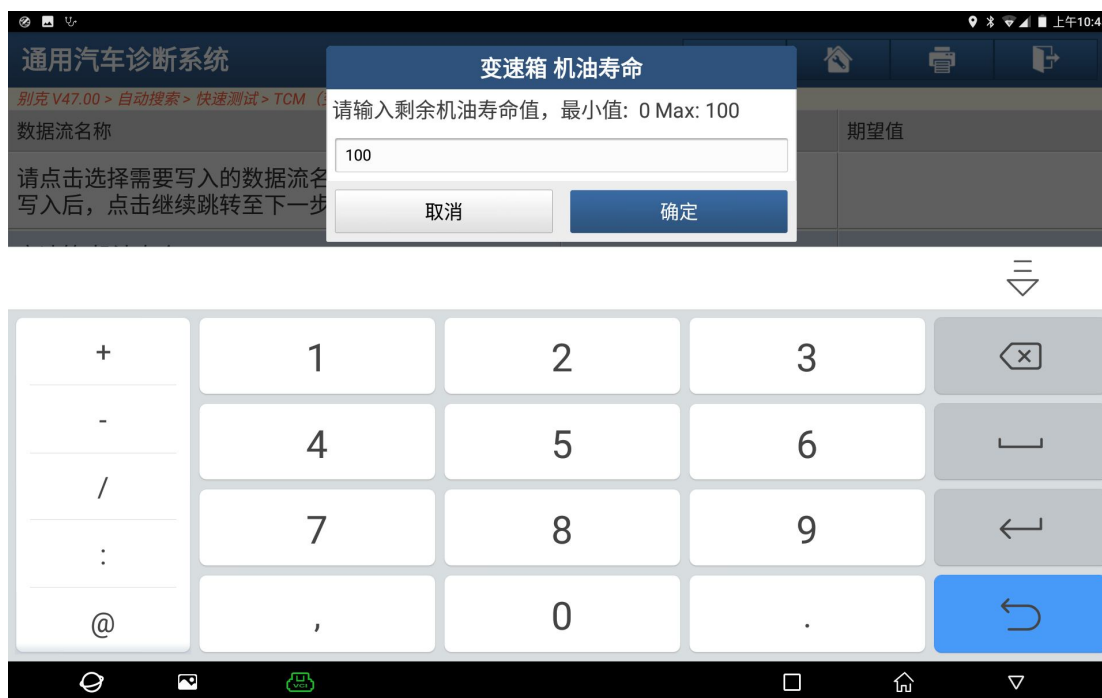 上午10:4
通用汽车诊断系统
变速箱 机油寿命
别克 V47.00 > 自动搜索 > 快速测试 > TCM
请输入剩余机油寿命值，最小值: 0 Max: 100
数据流名称
期望值
100
请点击选择需要写入的数据流名
写入后，点击继续跳转至下一步
取消
确定
+
1
2
3
-
4
5
6
/
7
8
9
:
@
,
0
.
VCI